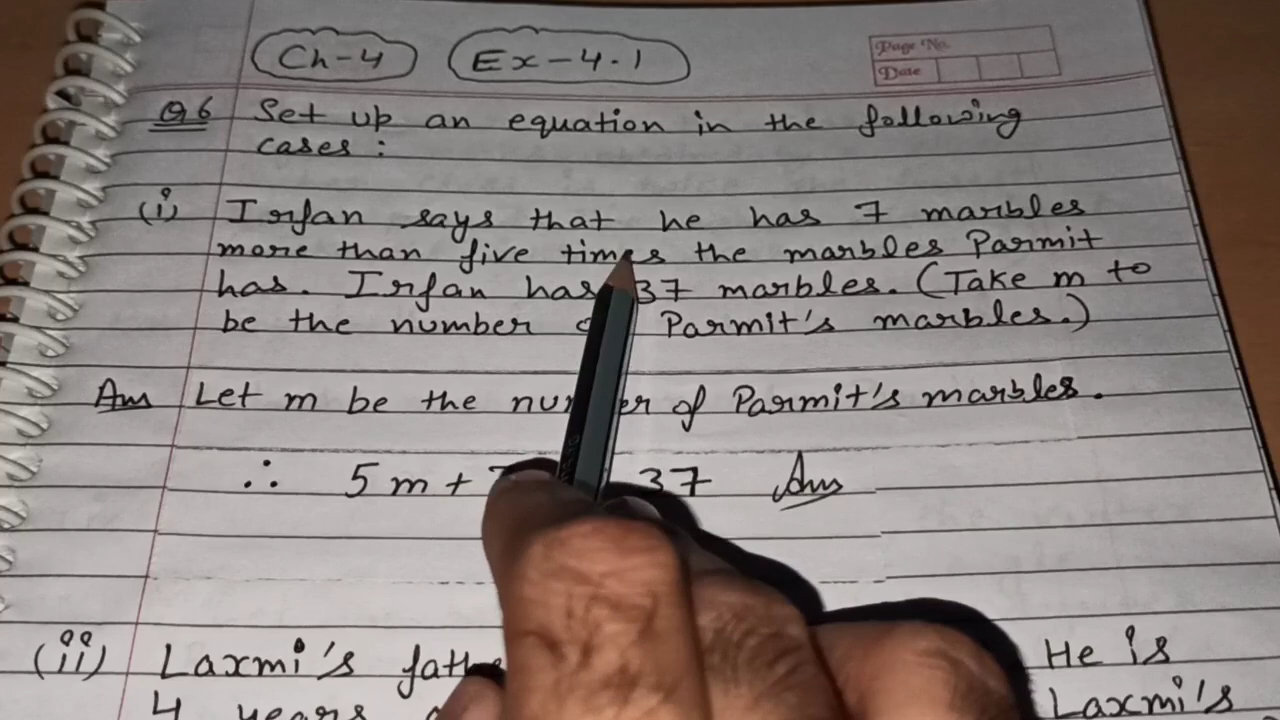 Ch-4 Ex-4.1
Page No.
Date
Q6 Set up an equation in the following
cases:
(i) Irfan says that he has 7 marbles
more than five times the marbles Parmit
has. Irfan has 37 marbles. (Take m to
be the number Parmit's marbles.)
Ans Let m be the of Parmit's marbles.
∴ 5m + 37 Ans
(ii) Laxmi's He is
4 years Laxmi's